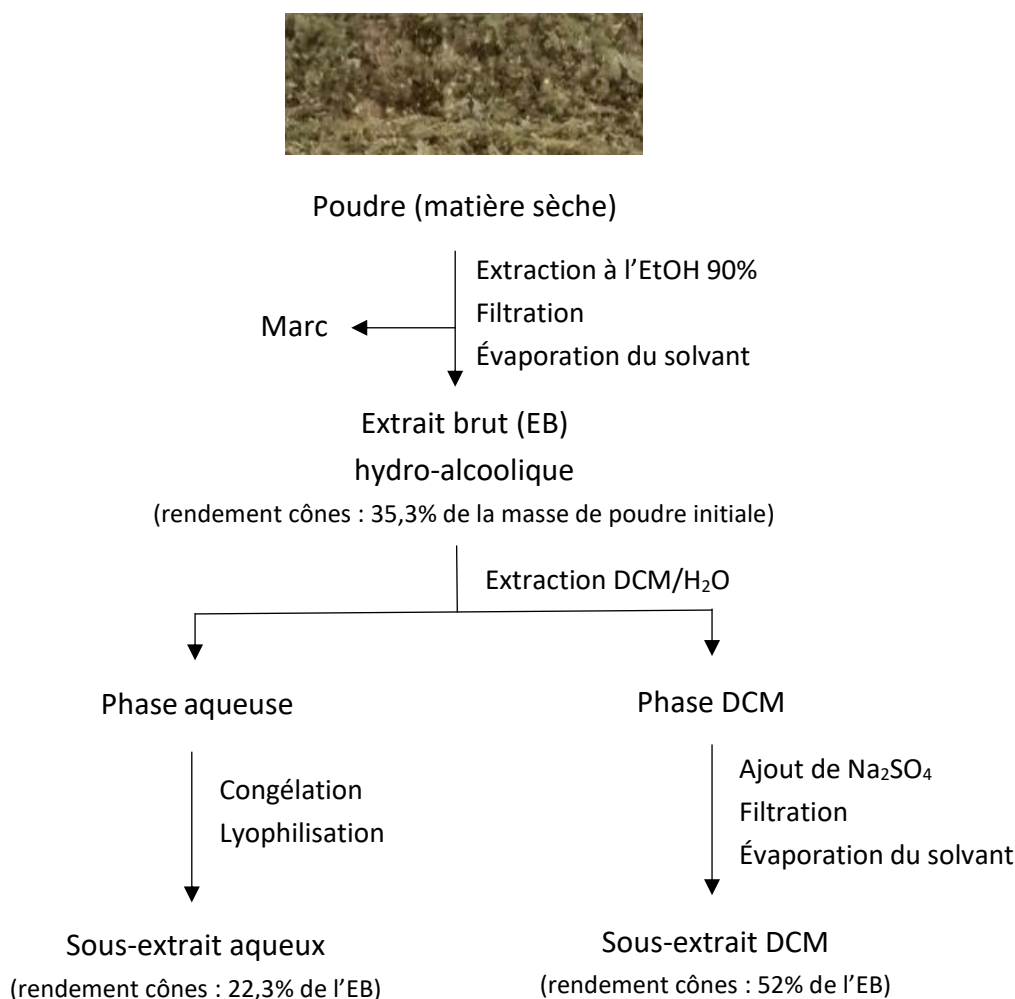 Poudre (matière sèche)
Extraction à l'EtOH 90%
Filtration
Évaporation du solvant
Marc
Extrait brut (EB)
hydro-alcoolique
(rendement cônes : 35,3% de la masse de poudre initiale)
Extraction DCM/H₂O
Phase aqueuse
Phase DCM
Congélation
Lyophilisation
Ajout de Na₂SO₄
Filtration
Évaporation du solvant
Sous-extrait aqueux
(rendement cônes : 22,3% de l'EB)
Sous-extrait DCM
(rendement cônes : 52% de l'EB)